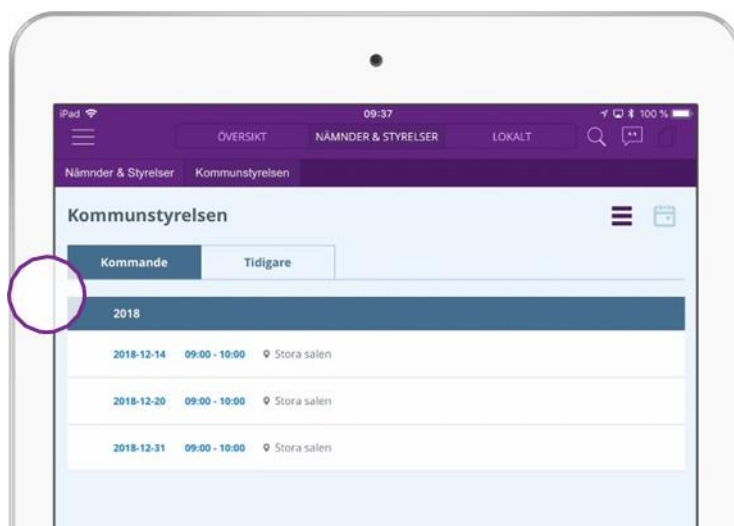 iPad 09:37 100 %
ÖVERSIKT NÄMNDER & STYRELSER LOKALT
Nämnder & Styrelser Kommunstyrelsen
Kommunstyrelsen
Kommande Tidigare
2018
2018-12-14 09:00 - 10:00 Stora salen
2018-12-20 09:00 - 10:00 Stora salen
2018-12-31 09:00 - 10:00 Stora salen